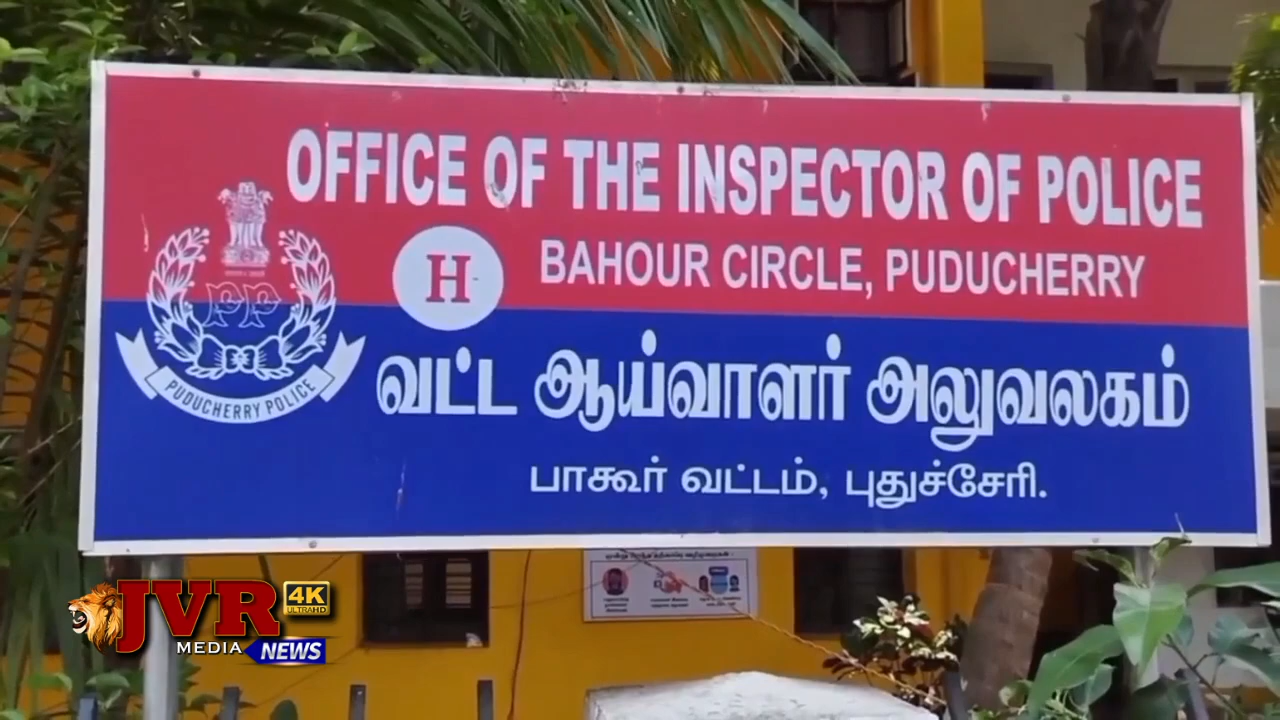 OFFICE OF THE INSPECTOR OF POLICE
BAHOUR CIRCLE, PUDUCHERRY
H
PP
PUDUCHERRY POLICE
வட்ட ஆய்வாளர் அலுவலகம்
பாகூர் வட்டம், புதுச்சேரி.
JVR
MEDIA
NEWS
4K
ULTRAHD